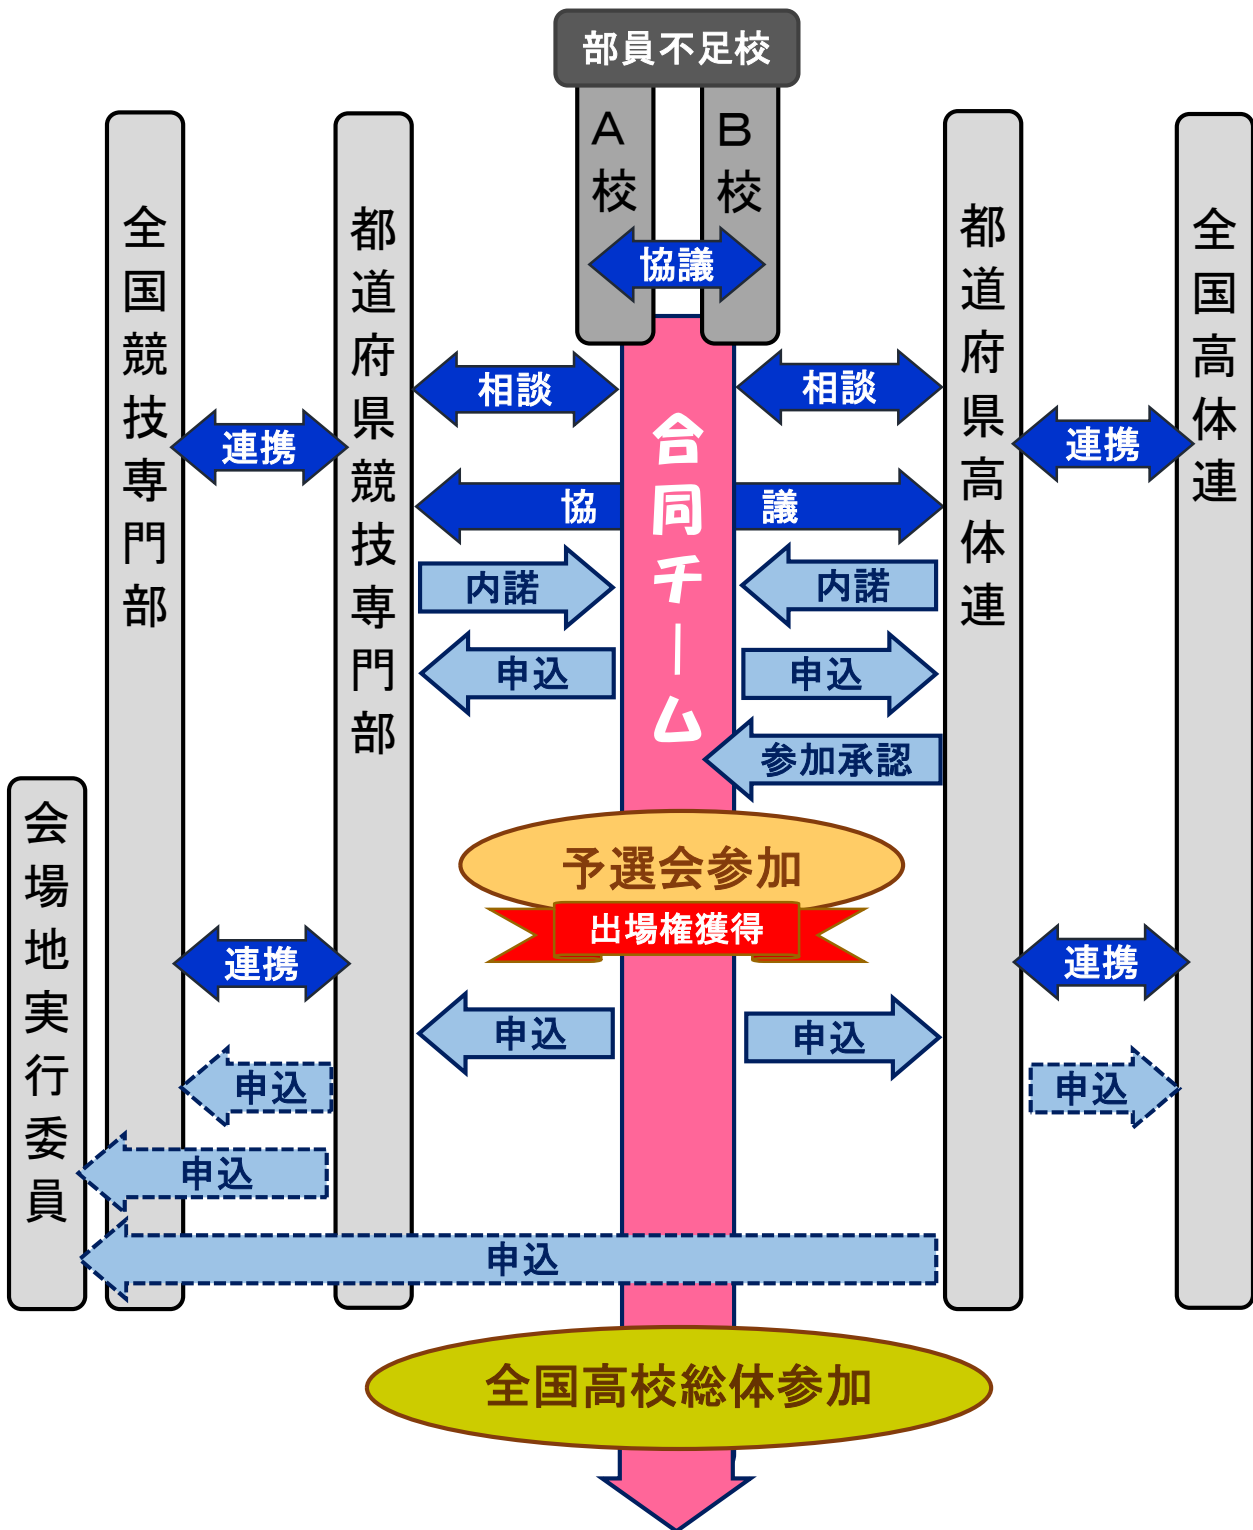 部員不足校
A校
B校
協議
全国競技専門部
都道府県競技専門部
都道府県高体連
全国高体連
合同チーム
相談
相談
連携
連携
協
議
内諾
内諾
申込
申込
参加承認
会場地実行委員
予選会参加
出場権獲得
連携
連携
申込
申込
申込
申込
申込
申込
全国高校総体参加